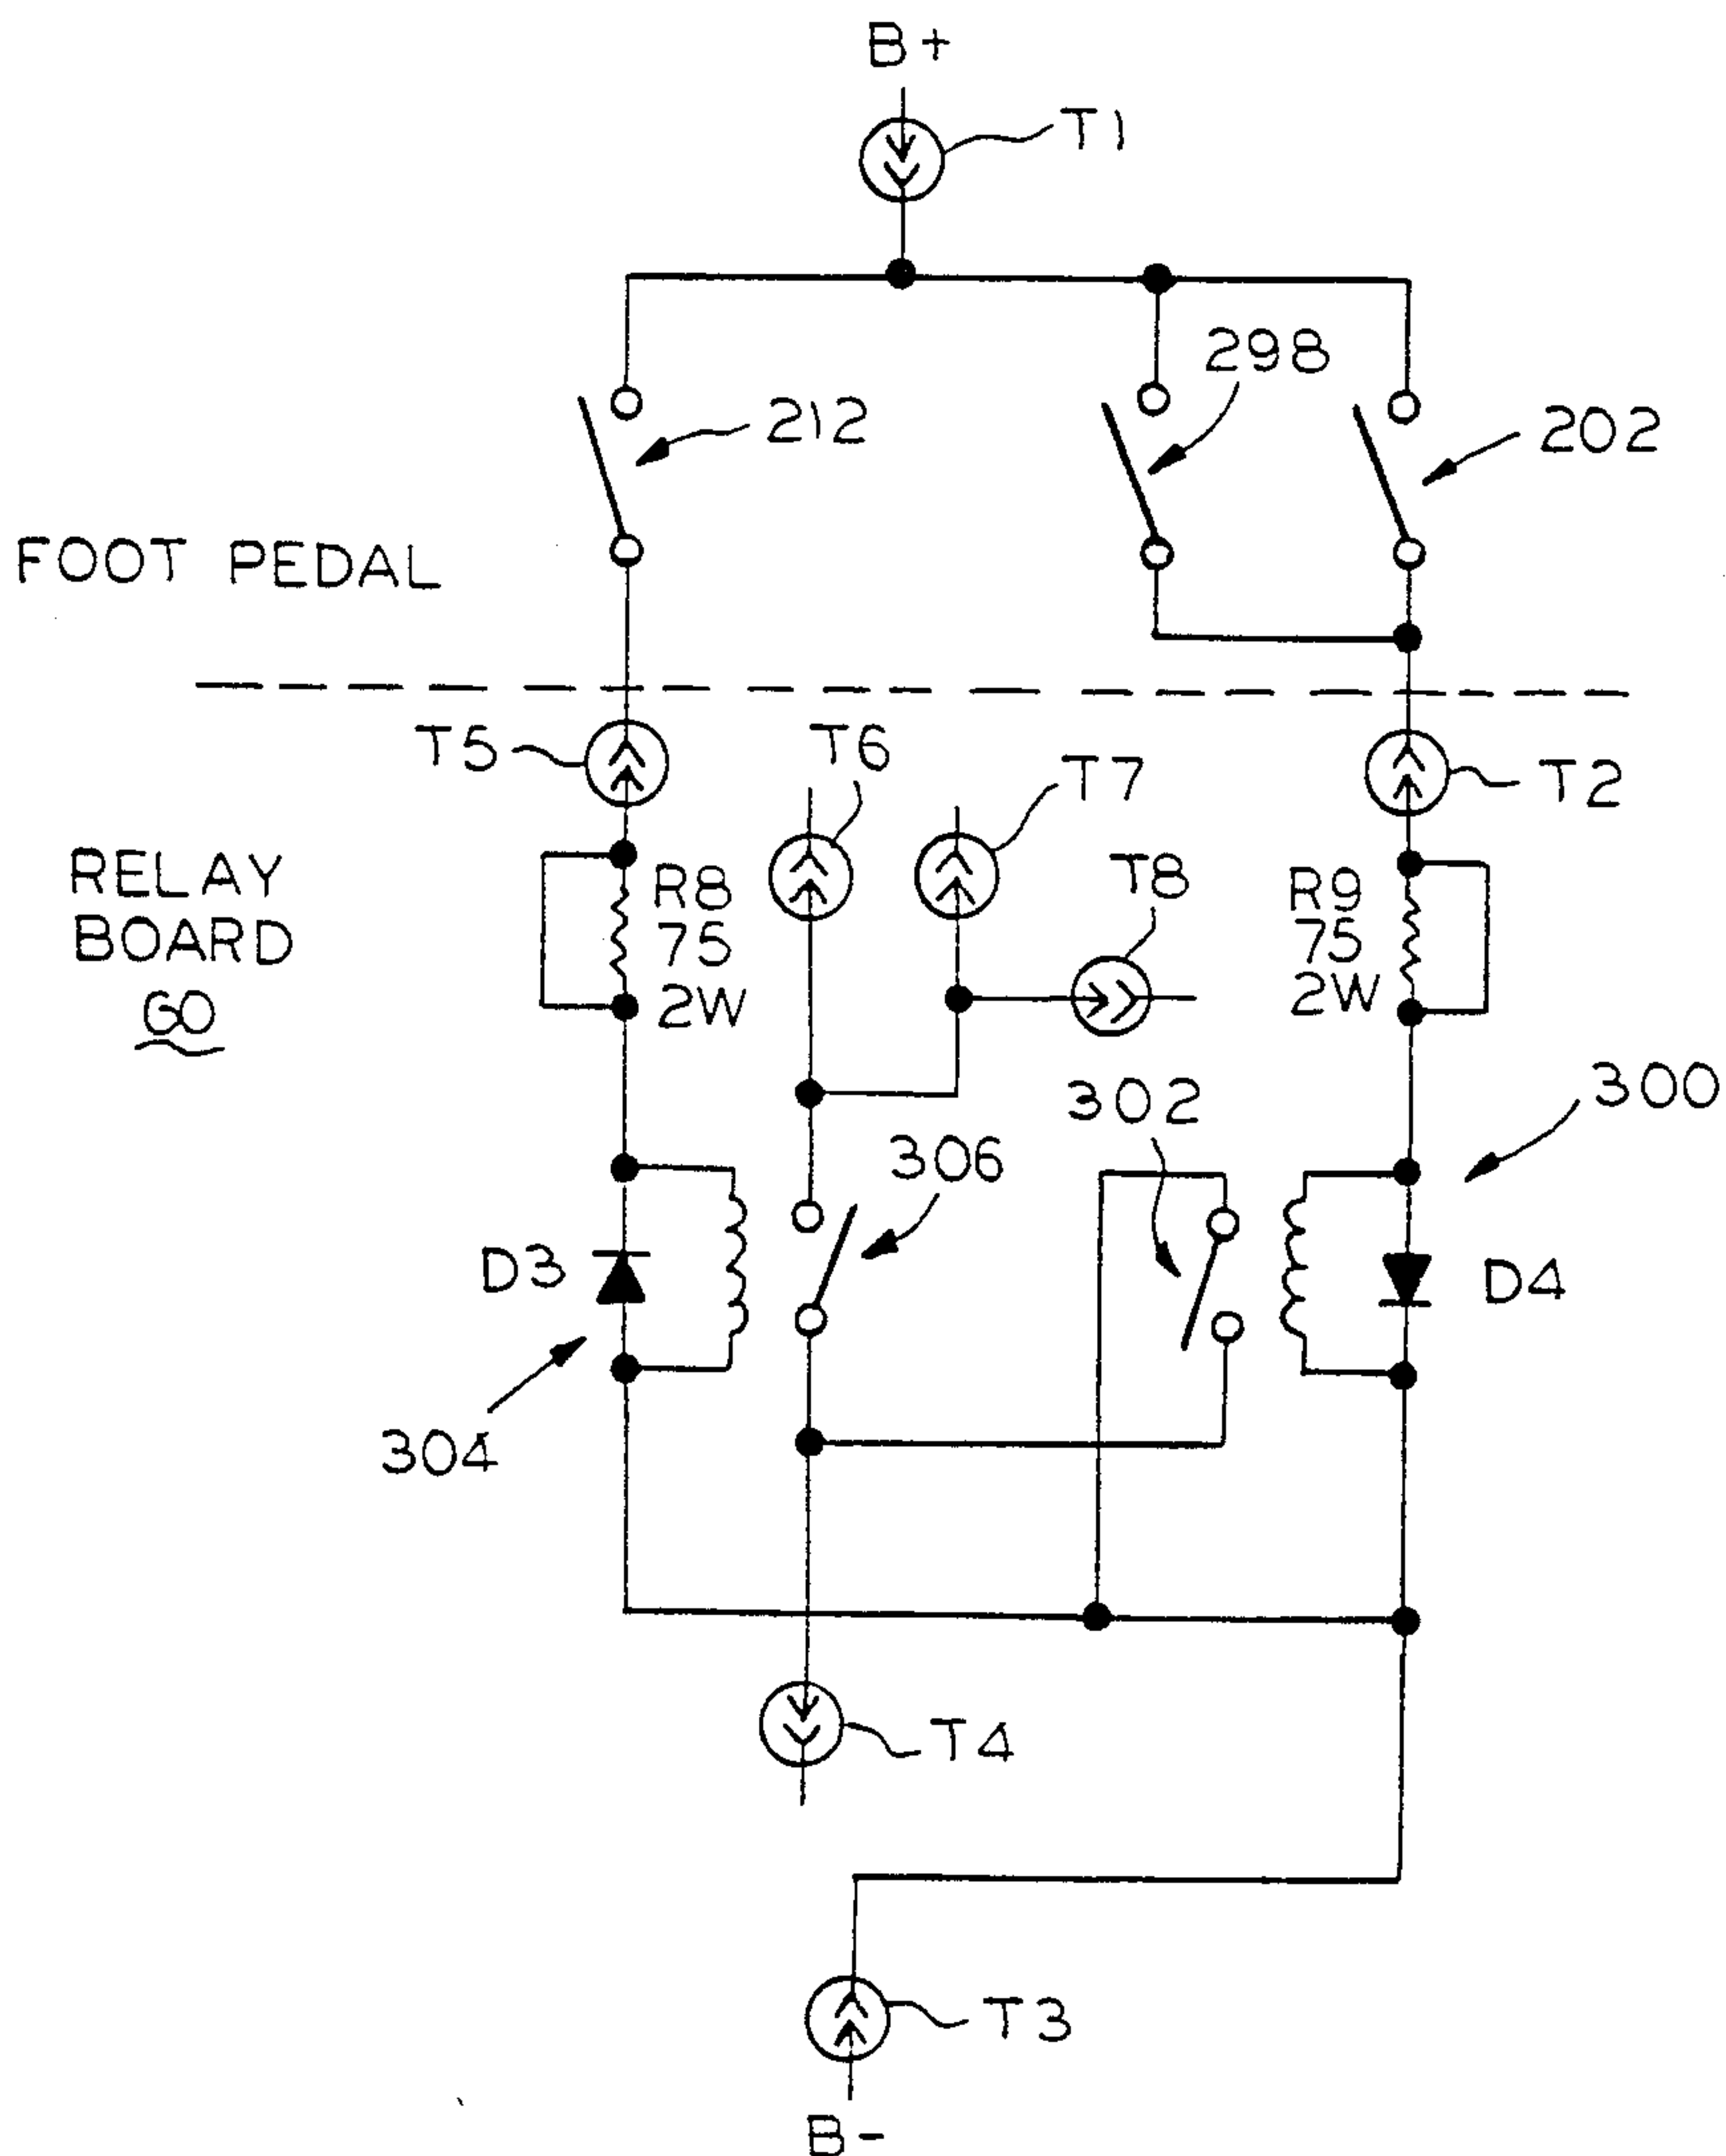 B+
T1
298
212
202
FOOT PEDAL
T5
T6
T7
T2
RELAY
BOARD
60
R8
75
2W
T8
R9
75
2W
302
300
306
D3
D4
304
T4
T3
B-